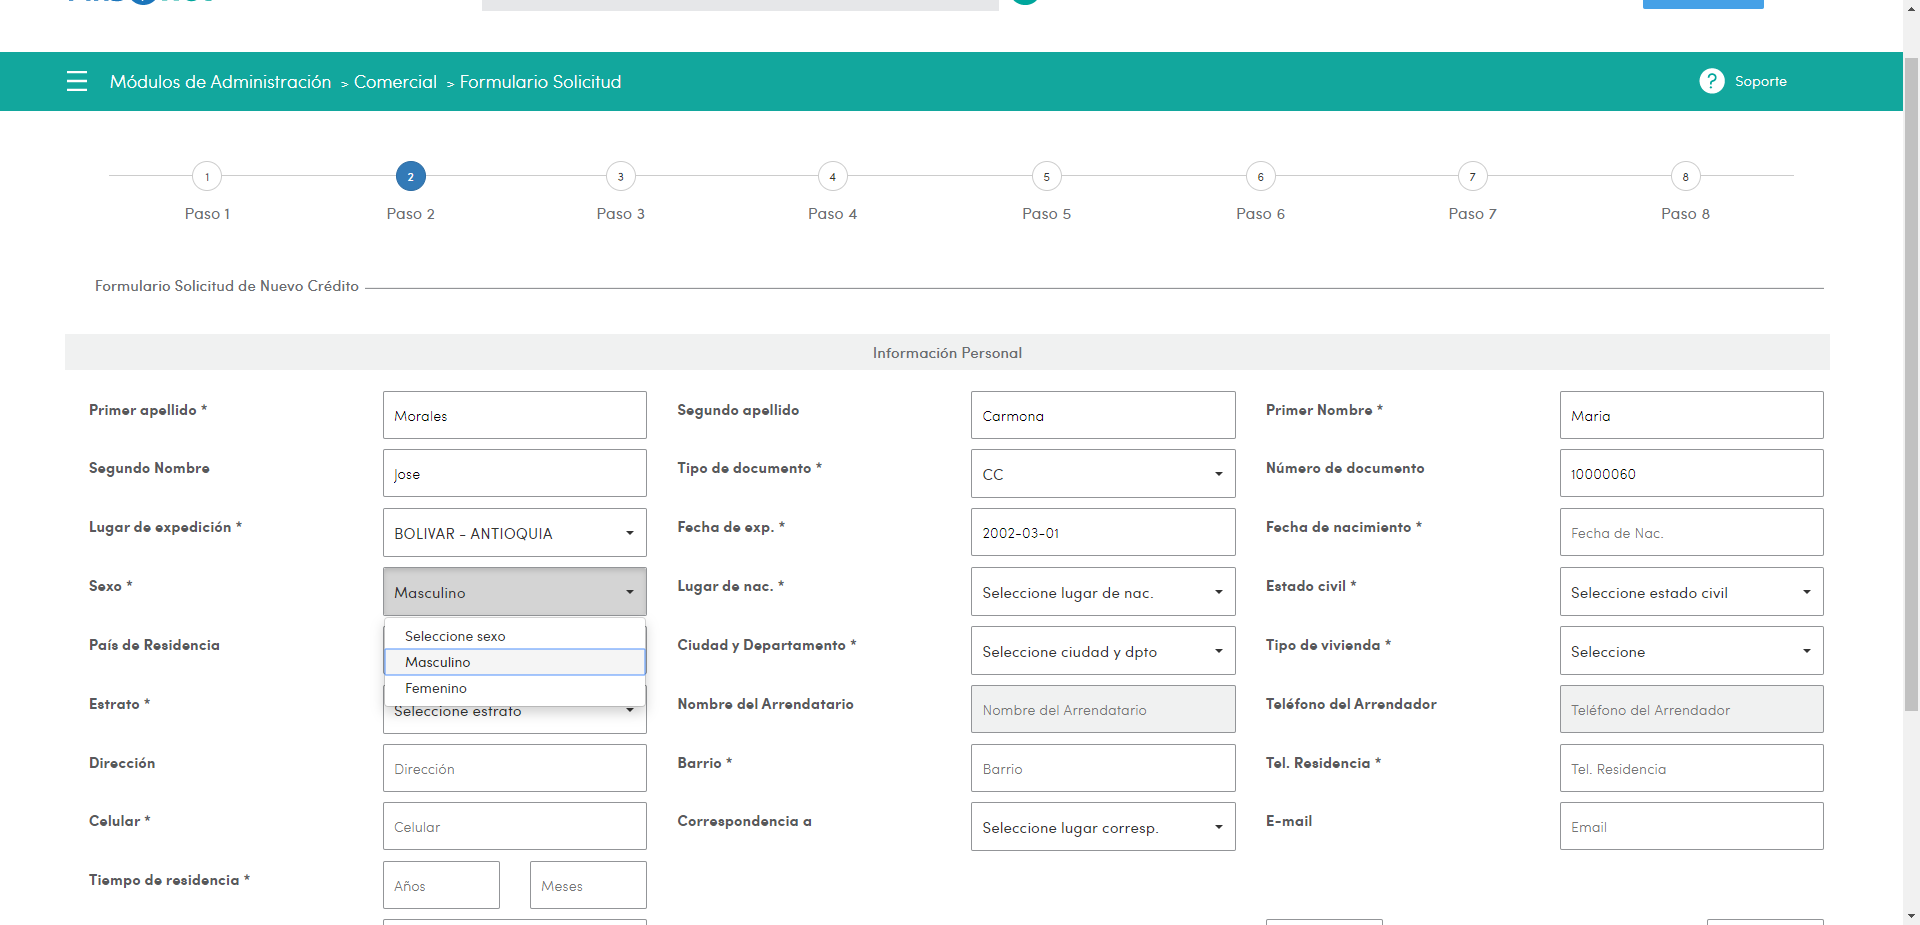 Módulos de Administración > Comercial > Formulario Solicitud
? Soporte
1 2 3 4 5 6 7 8
Paso 1 Paso 2 Paso 3 Paso 4 Paso 5 Paso 6 Paso 7 Paso 8
Formulario Solicitud de Nuevo Crédito
Información Personal
Primer apellido * Morales Segundo apellido Carmona Primer Nombre * Maria
Segundo Nombre Jose Tipo de documento * CC Número de documento 10000060
Lugar de expedición * BOLIVAR - ANTIOQUIA Fecha de exp. * 2002-03-01 Fecha de nacimiento * Fecha de Nac.
Sexo * Masculino Lugar de nac. * Seleccione lugar de nac. Estado civil * Seleccione estado civil
Seleccione sexo
Masculino
Femenino
País de Residencia Ciudad y Departamento * Seleccione ciudad y dpto Tipo de vivienda * Seleccione
Estrato * Seleccione estrato Nombre del Arrendatario Nombre del Arrendatario Teléfono del Arrendador Teléfono del Arrendador
Dirección Dirección Barrio * Barrio Tel. Residencia * Tel. Residencia
Celular * Celular Correspondencia a Seleccione lugar corresp. E-mail Email
Tiempo de residencia * Años Meses